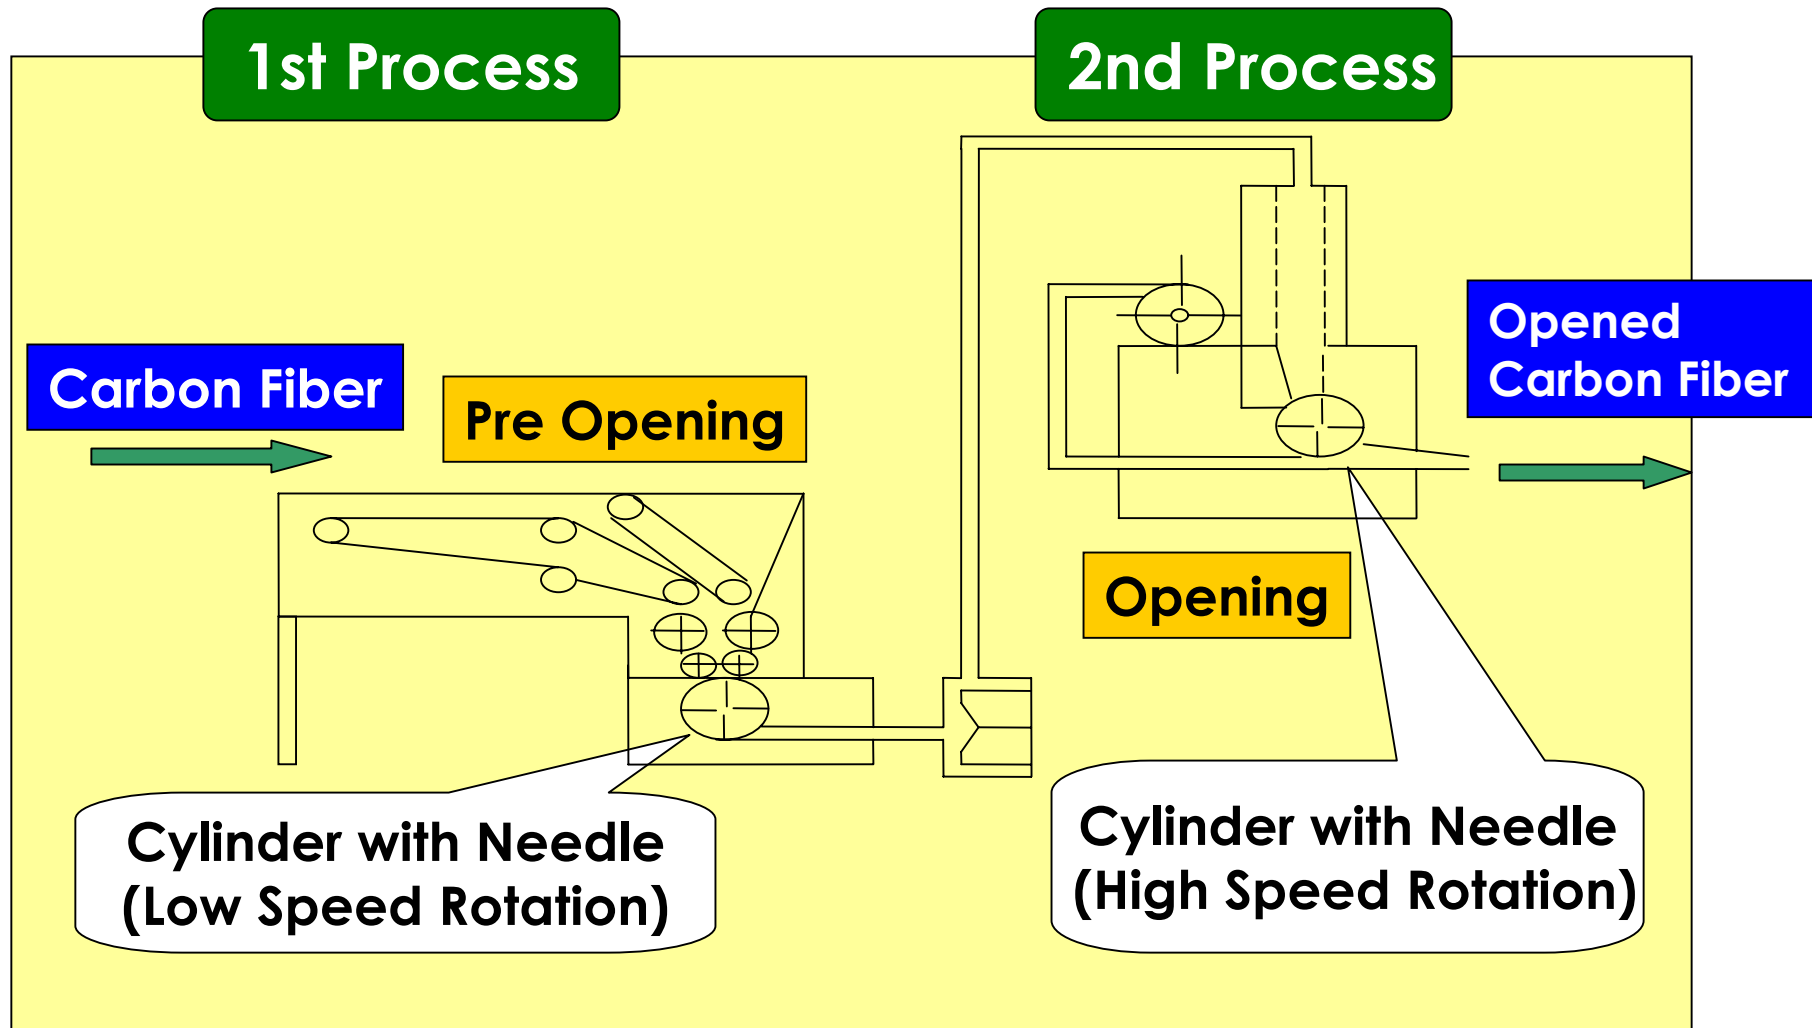 1st Process
2nd Process
Carbon Fiber
Pre Opening
Opened
Carbon Fiber
Opening
Cylinder with Needle
(Low Speed Rotation)
Cylinder with Needle
(High Speed Rotation)